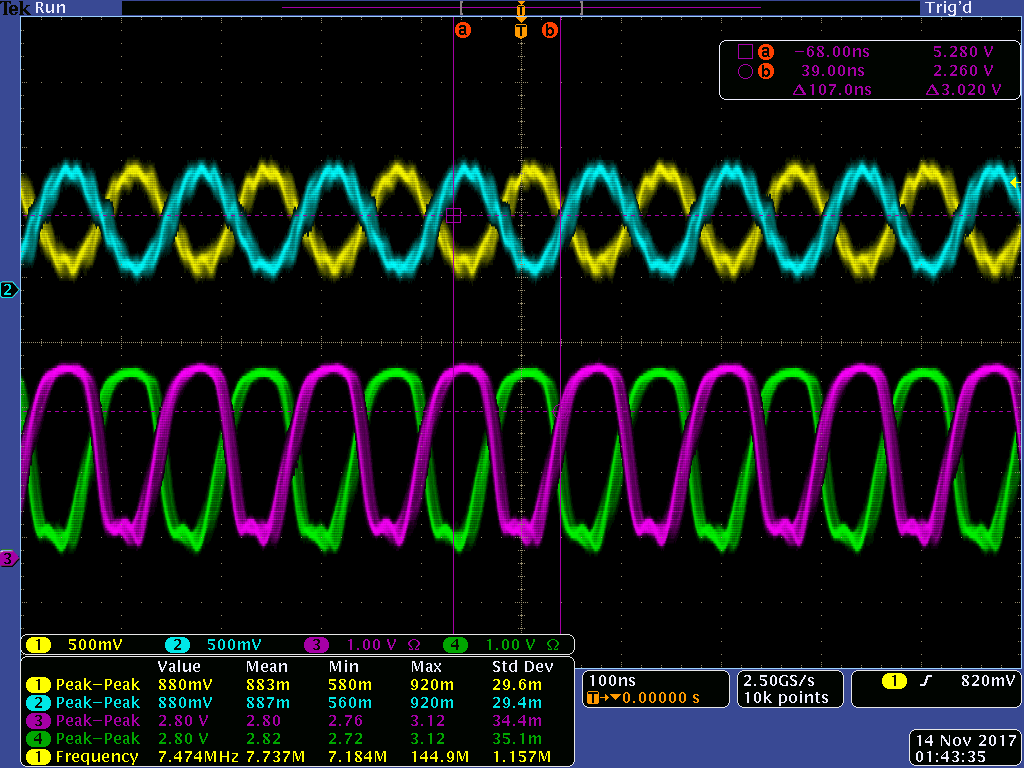 Tek Run Trig'd
T
a T b
a −68.00ns 5.280 V
b 39.00ns 2.260 V
Δ107.0ns Δ3.020 V
2
3
1 500mV 2 500mV 3 1.00 V Ω 4 1.00 V Ω
Value Mean Min Max Std Dev
1 Peak−Peak 880mV 883m 580m 920m 29.6m
2 Peak−Peak 880mV 887m 560m 920m 29.4m
3 Peak−Peak 2.80 V 2.80 2.76 3.12 34.4m
4 Peak−Peak 2.80 V 2.82 2.72 3.12 35.1m
1 Frequency 7.474MHz 7.737M 7.184M 144.9M 1.157M
100ns
T→▼0.00000 s
2.50GS/s
10k points
1 820mV
14 Nov 2017
01:43:35